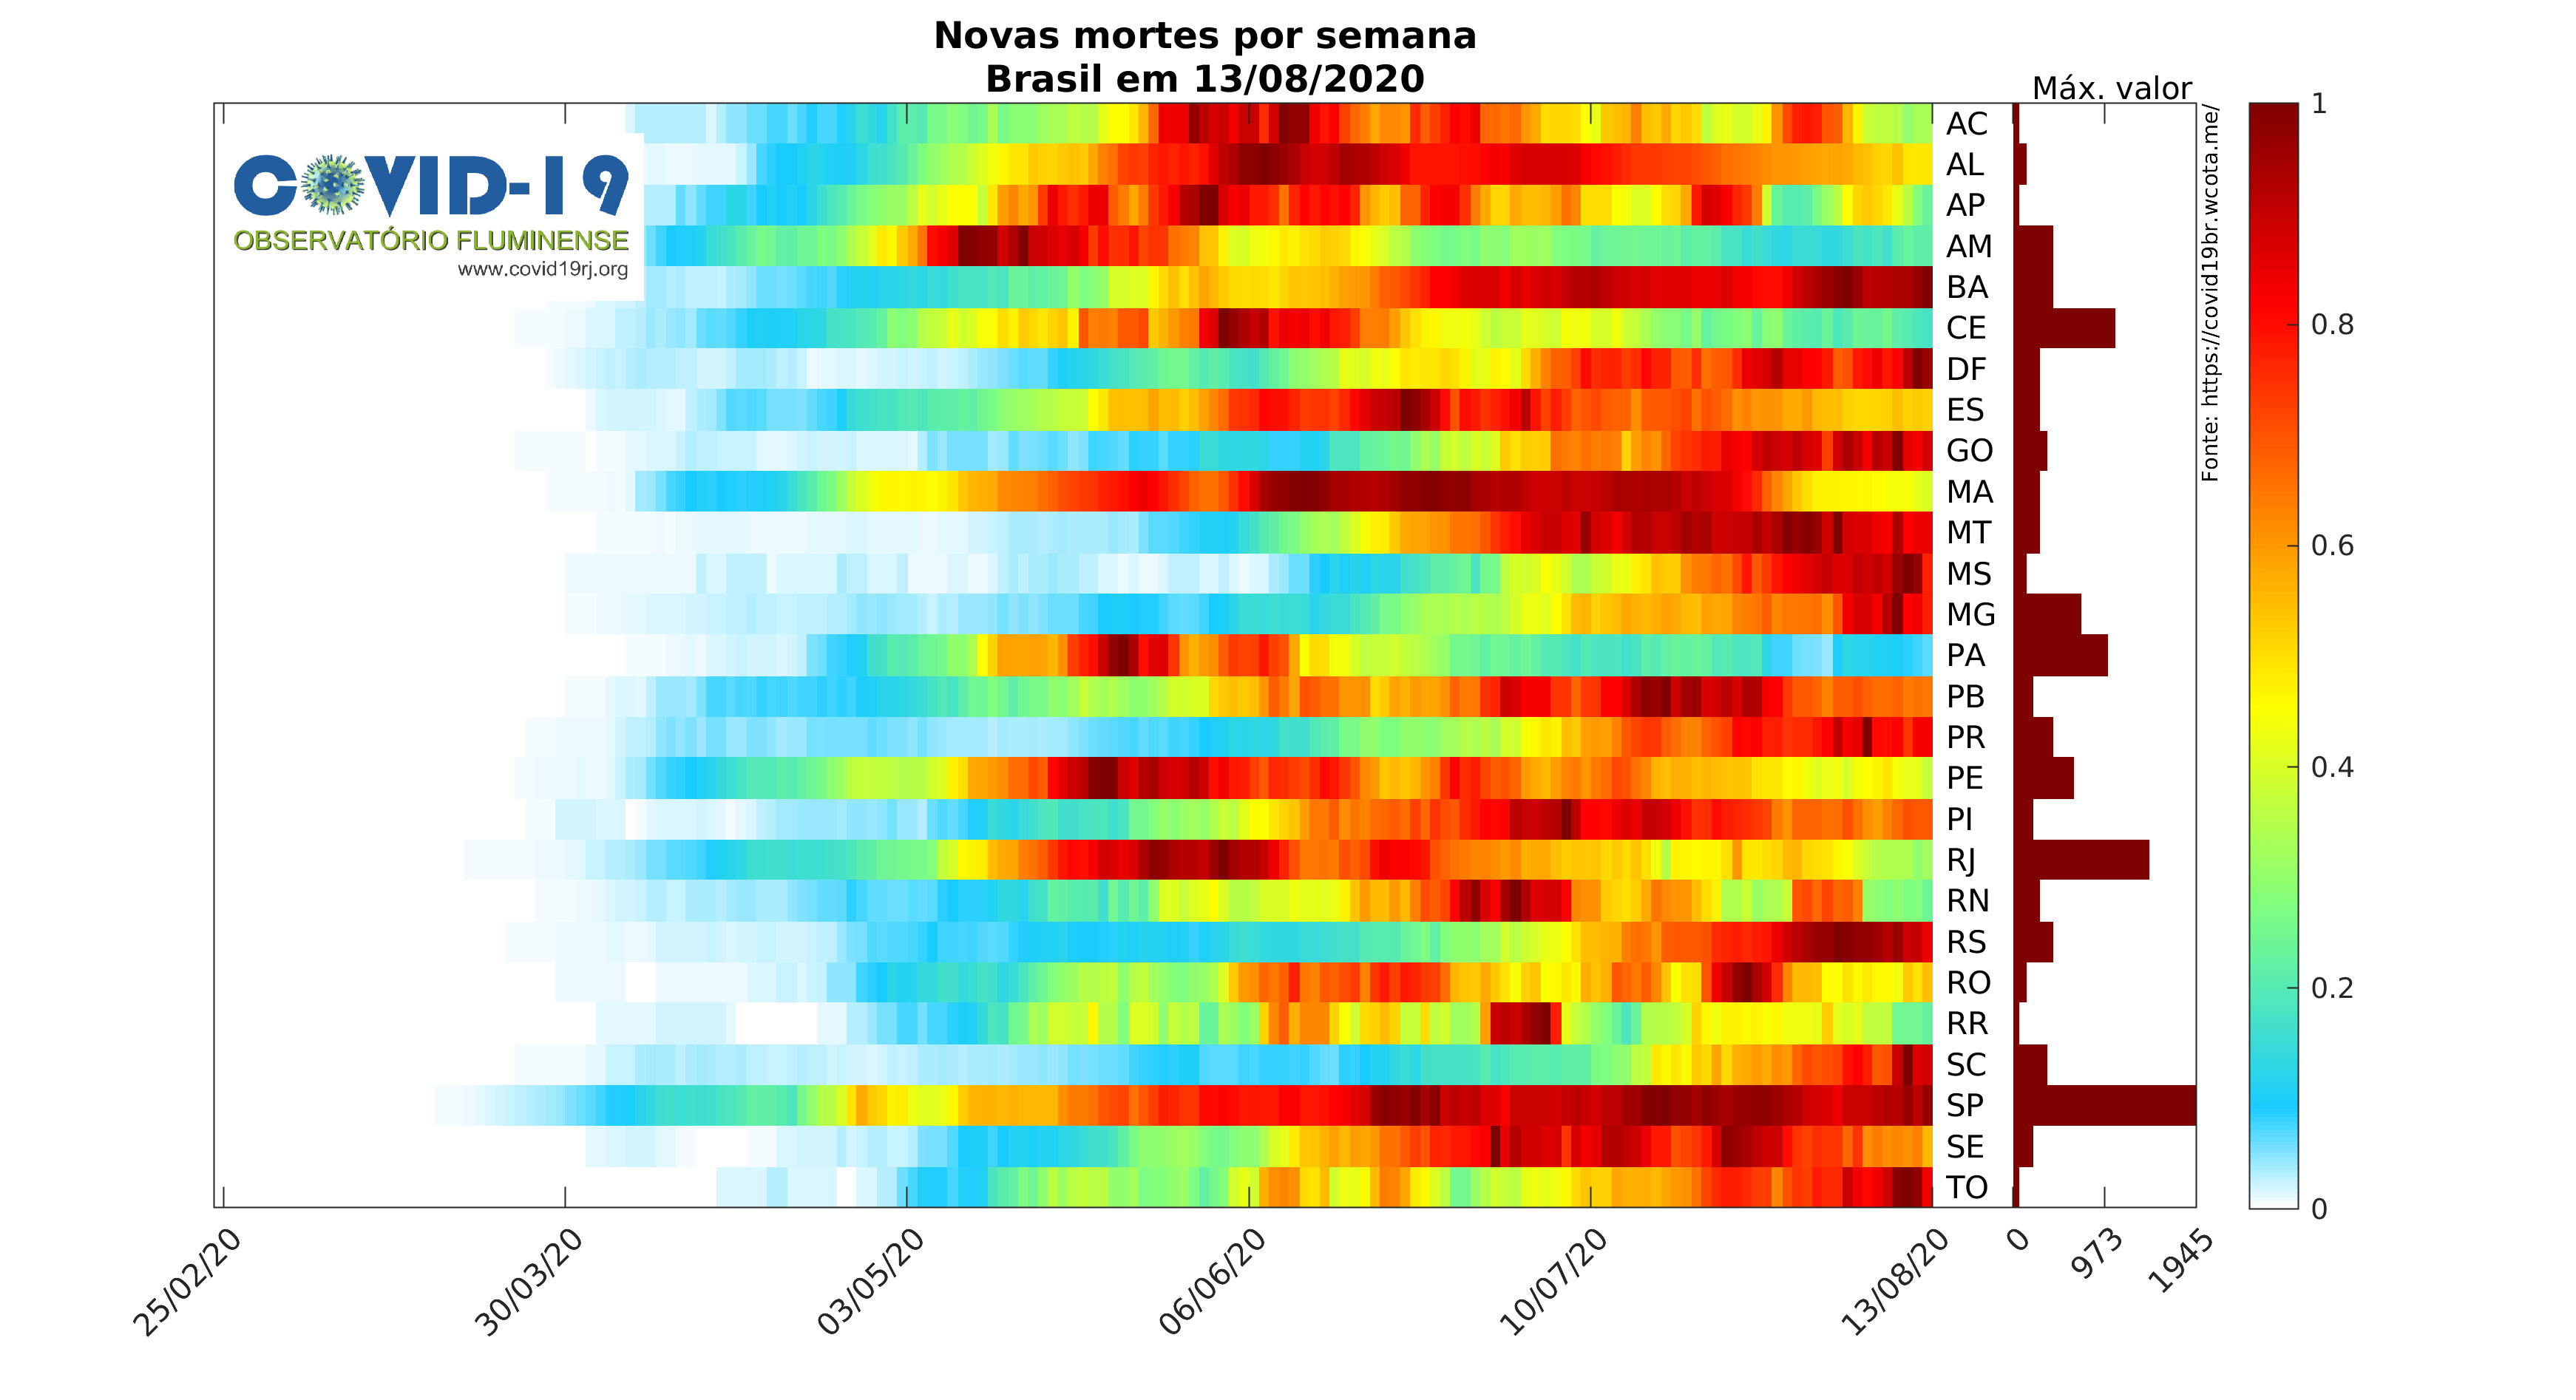 Novas mortes por semana
Brasil em 13/08/2020
Máx. valor
COVID-19
OBSERVATÓRIO FLUMINENSE
www.covid19rj.org
AC
AL
AP
AM
BA
CE
DF
ES
GO
MA
MT
MS
MG
PA
PB
PR
PE
PI
RJ
RN
RS
RO
RR
SC
SP
SE
TO
Fonte: https://covid19br.wcota.me/
1
0.8
0.6
0.4
0.2
0
25/02/20
30/03/20
03/05/20
06/06/20
10/07/20
13/08/20
0
973
1945